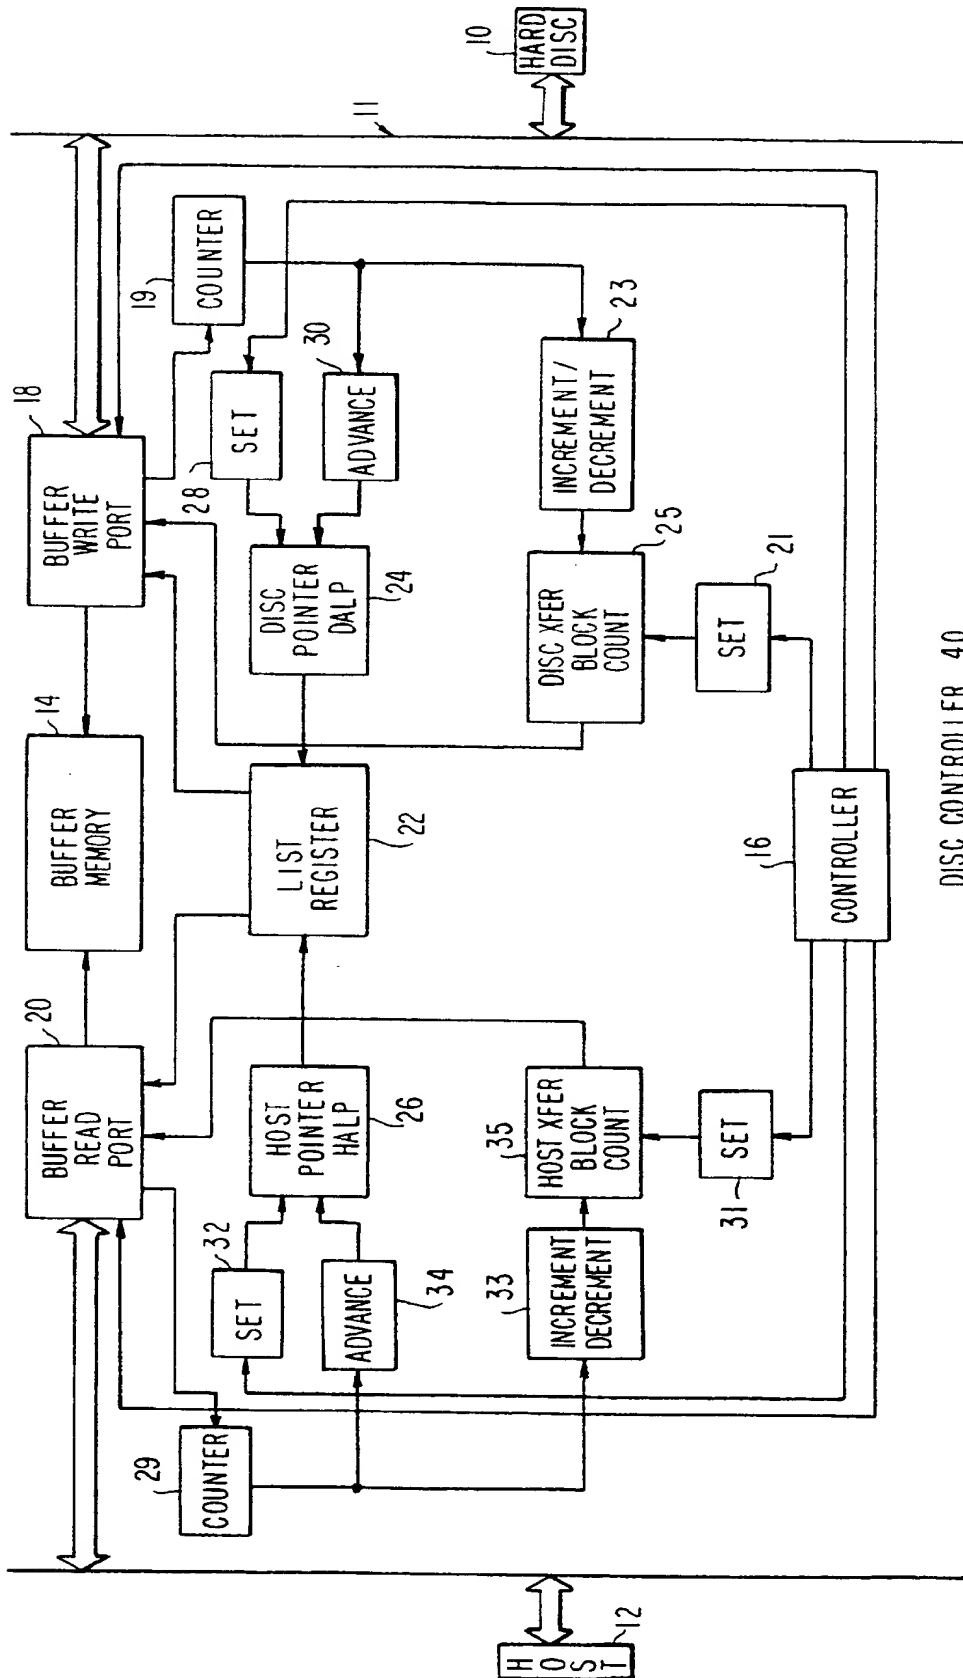 HOST
12
29
COUNTER
20
BUFFER
READ
PORT
14
BUFFER
MEMORY
18
BUFFER
WRITE
PORT
19
COUNTER
11
32
SET
34
ADVANCE
HOST
POINTER
HALP
26
LIST
REGISTER
22
DISC
POINTER
DALP
24
28
SET
30
ADVANCE
33
INCREMENT
DECREMENT
35
HOST XFER
BLOCK
COUNT
31
SET
25
DISC XFER
BLOCK
COUNT
INCREMENT/
DECREMENT
23
21
SET
16
CONTROLLER
10
HARD
DISC
DISC CONTROLLER 40